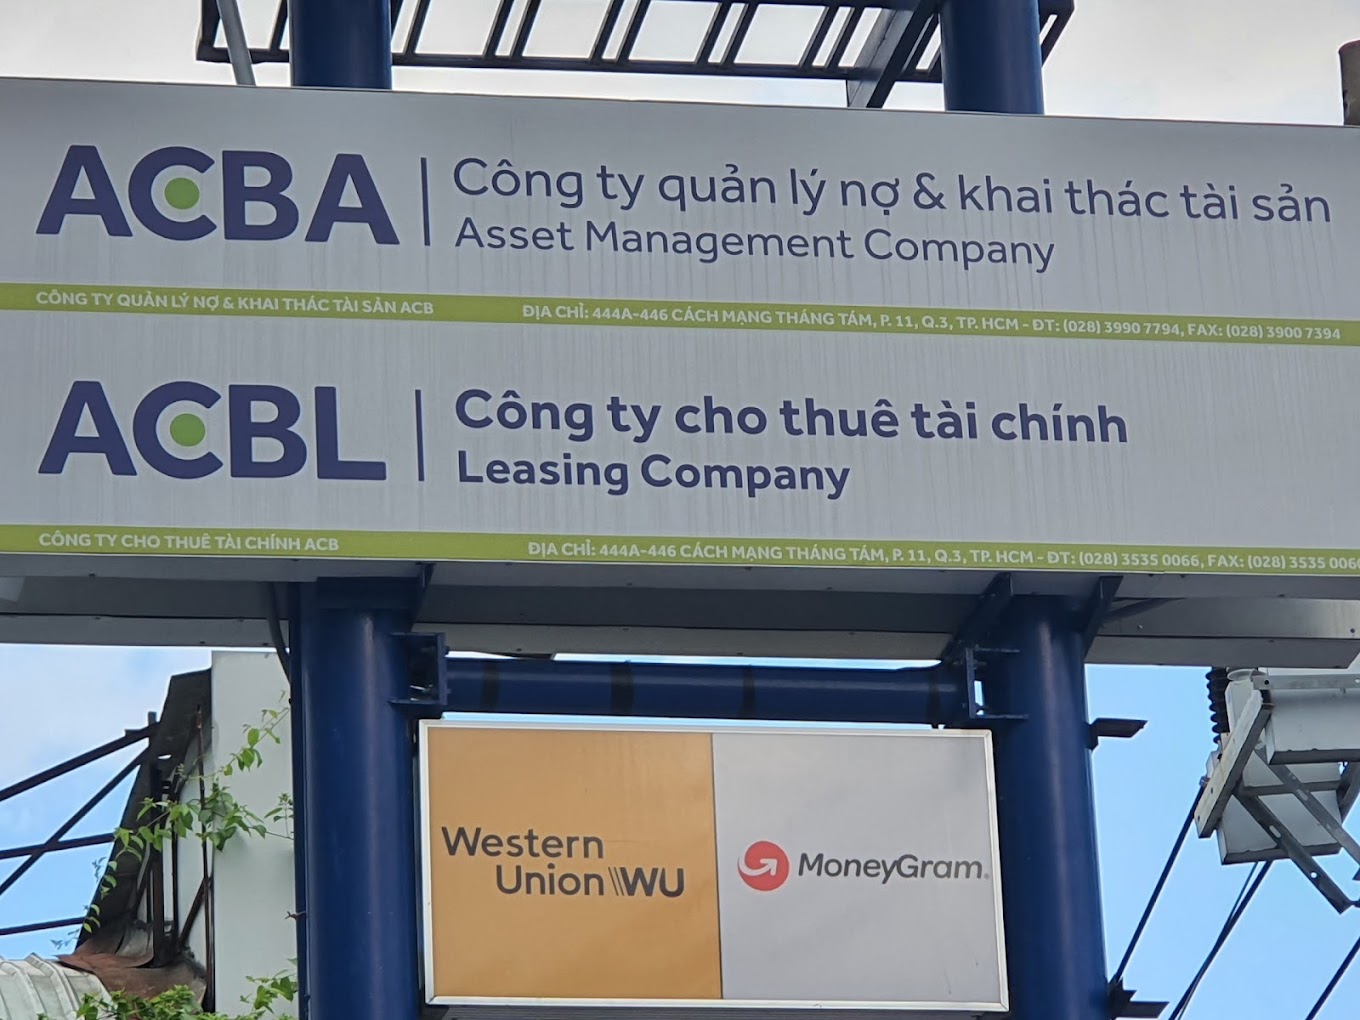 ACBA
Công ty quản lý nợ & khai thác tài sản
Asset Management Company
CÔNG TY QUẢN LÝ NỢ & KHAI THÁC TÀI SẢN ACB
ĐỊA CHỈ: 444A-446 CÁCH MẠNG THÁNG TÁM, P. 11, Q.3, TP. HCM - ĐT: (028) 3990 7794, FAX: (028) 3900 7394
ACBL
Công ty cho thuê tài chính
Leasing Company
CÔNG TY CHO THUÊ TÀI CHÍNH ACB
ĐỊA CHỈ: 444A-446 CÁCH MẠNG THÁNG TÁM, P. 11, Q.3, TP. HCM - ĐT: (028) 3535 0066, FAX: (028) 3535 006
Western
Union \\WU
MoneyGram.